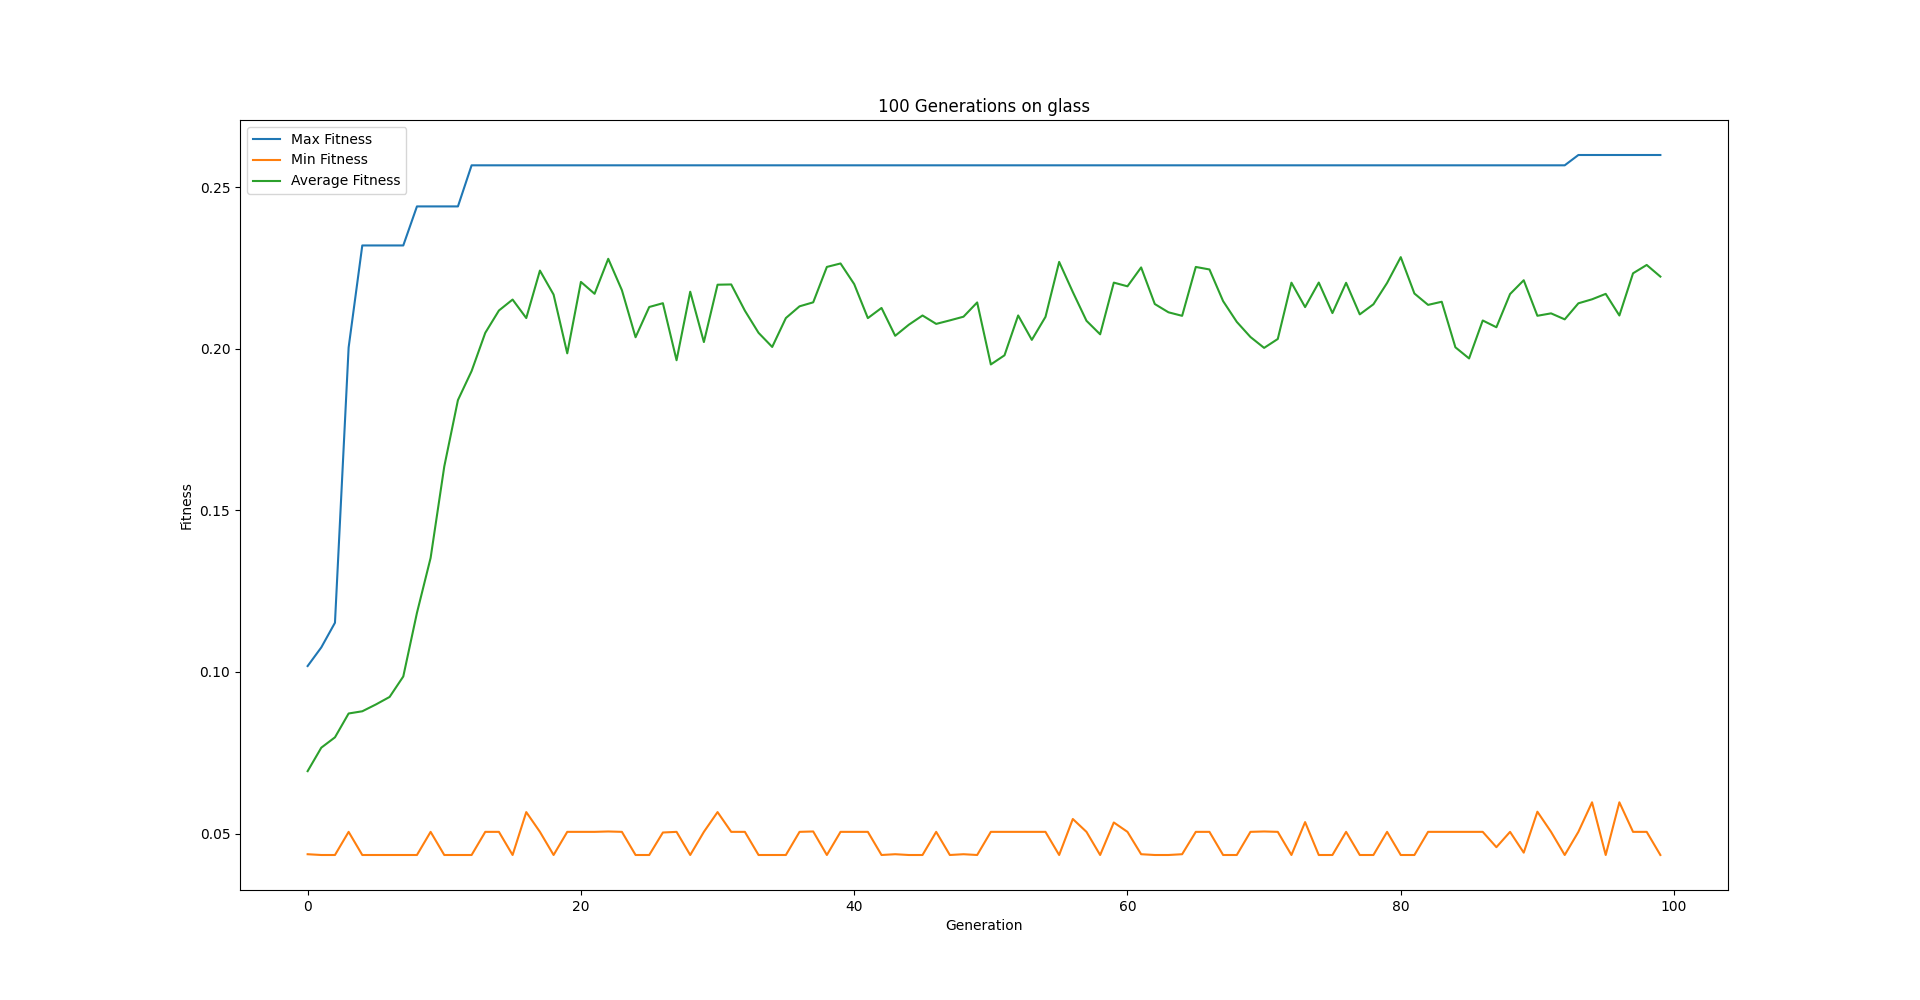 100 Generations on glass
Max Fitness
Min Fitness
Average Fitness
Fitness
0.25
0.20
0.15
0.10
0.05
0 20 40 60 80 100
Generation